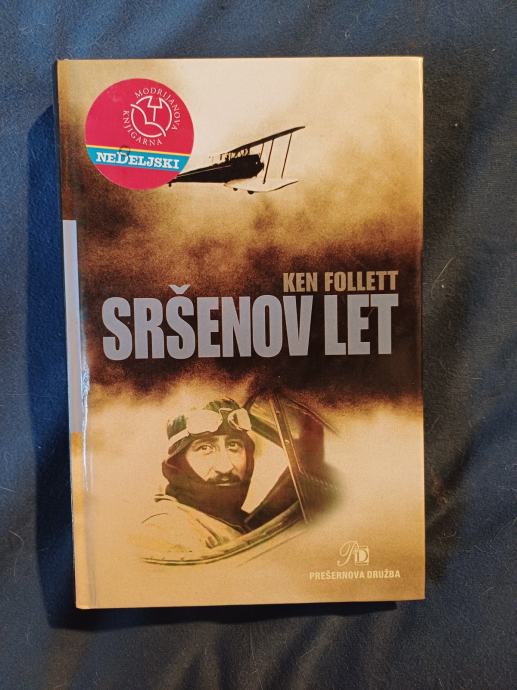 MODRIJANOVA
KNJIGARNA
NEDELJSKI
KEN FOLLETT
SRŠENOV LET
PD
PREŠERNOVA DRUŽBA